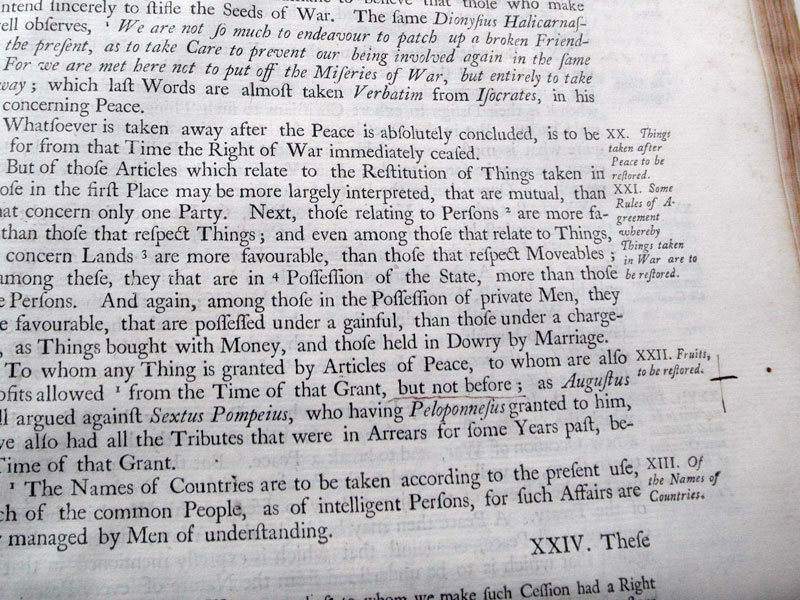 intend sincerely to stifle the Seeds of War. The ſame Dionyſius Halicarnaſ-
well obſerves, ¹ We are not ſo much to endeavour to patch up a broken Friend-
the preſent, as to take Care to prevent our being involved again in the ſame
For we are met here not to put off the Miſeries of War, but entirely to take
way; which laſt Words are almoſt taken Verbatim from Iſocrates, in his
concerning Peace.
Whatſoever is taken away after the Peace is abſolutely concluded, is to be
XX. Things
taken after
Peace to be
reſtored.
for from that Time the Right of War immediately ceaſed.
But of thoſe Articles which relate to the Reſtitution of Things taken in
XXI. Some
Rules of A-
greement
whereby
Things taken
in War are to
be reſtored.
oſe in the firſt Place may be more largely interpreted, that are mutual, than
hat concern only one Party. Next, thoſe relating to Perſons ² are more fa-
than thoſe that reſpect Things; and even among thoſe that relate to Things,
concern Lands ³ are more favourable, than thoſe that reſpect Moveables;
among theſe, they that are in ⁴ Poſſeſſion of the State, more than thoſe
e Perſons. And again, among thoſe in the Poſſeſſion of private Men, they
e favourable, that are poſſeſſed under a gainful, than thoſe under a charge-
, as Things bought with Money, and thoſe held in Dowry by Marriage.
To whom any Thing is granted by Articles of Peace, to whom are alſo
XXII. Fruits,
to be reſtored.
ofits allowed ¹ from the Time of that Grant, but not before; as Auguſtus
ll argued againſt Sextus Pompeius, who having Peloponneſus granted to him,
ve alſo had all the Tributes that were in Arrears for ſome Years paſt, be-
Time of that Grant.
¹ The Names of Countries are to be taken according to the preſent uſe,
XIII. Of
the Names of
Countries.
ch of the common People, as of intelligent Perſons, for ſuch Affairs are
managed by Men of underſtanding.
XXIV. Theſe
to whom we make ſuch Ceſſion had a Right